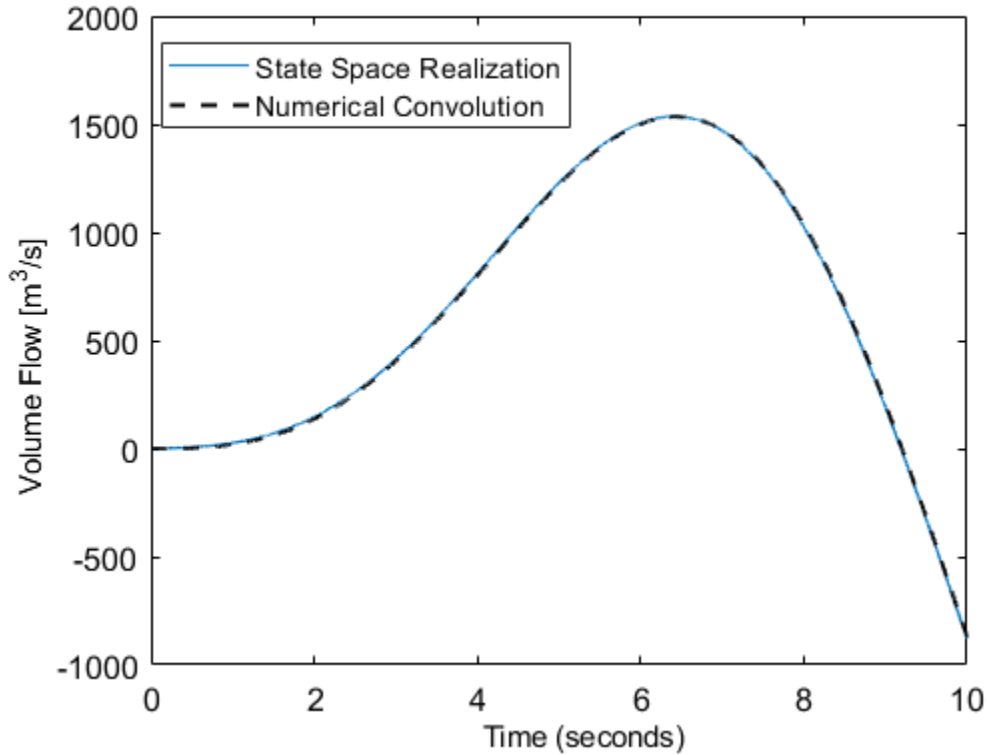 2000
1500
1000
500
0
-500
-1000
Volume Flow [m³/s]
State Space Realization
Numerical Convolution
0 2 4 6 8 10
Time (seconds)